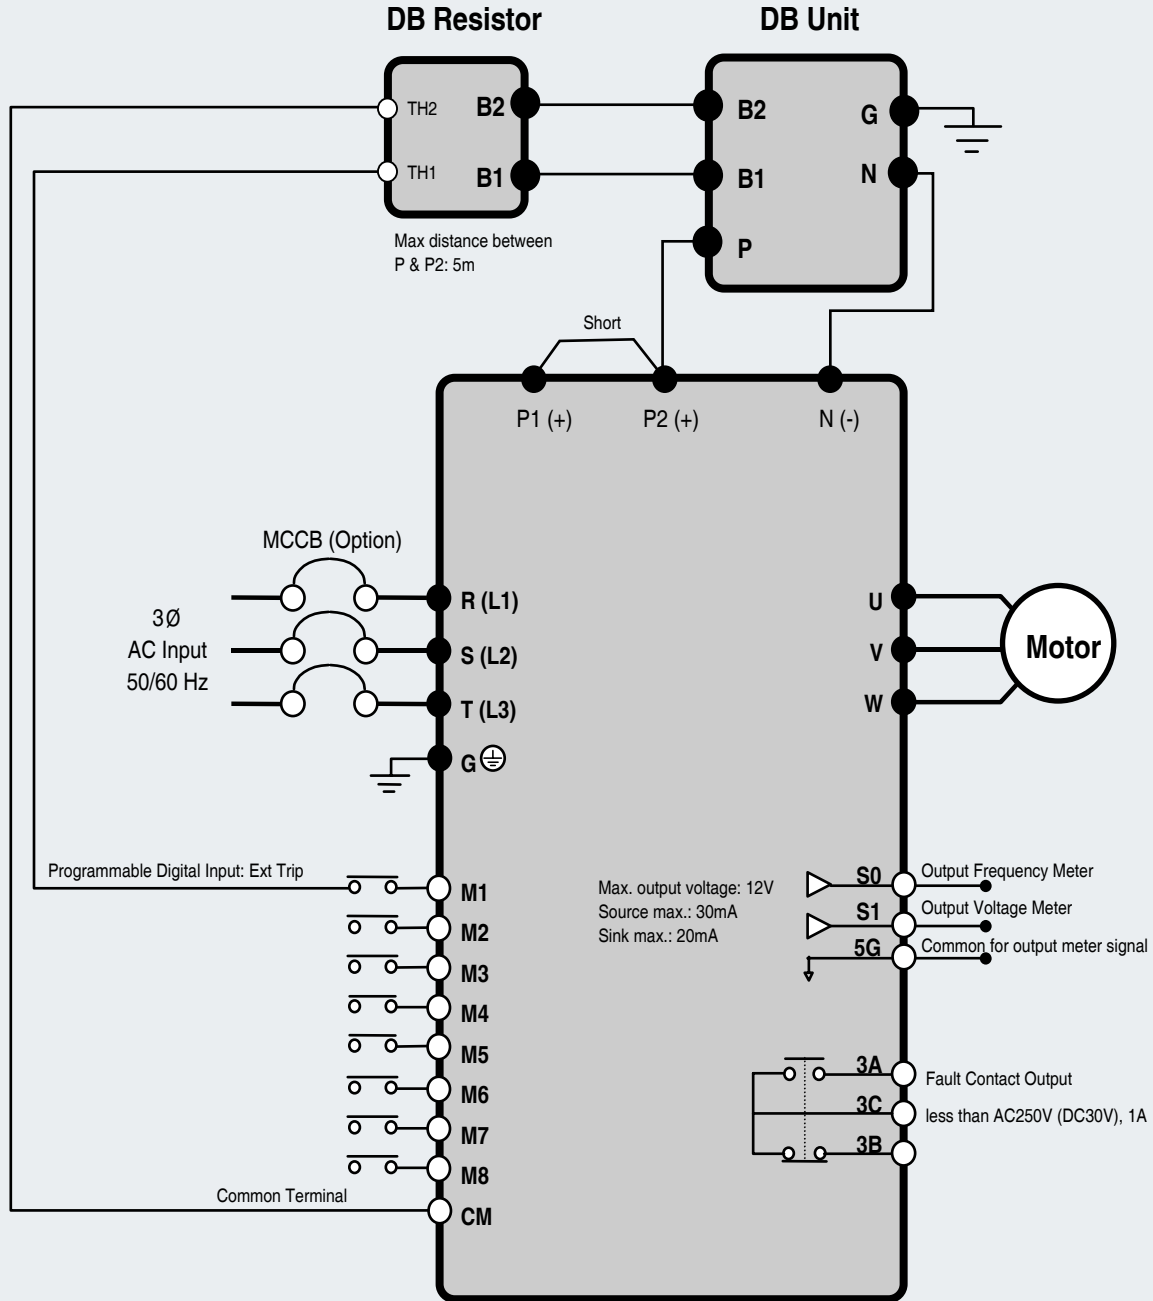 DB Resistor
DB Unit
TH2
B2
B2
G
TH1
B1
B1
N
P
Max distance between
P & P2: 5m
Short
P1 (+)
P2 (+)
N (-)
MCCB (Option)
3Ø
AC Input
50/60 Hz
R (L1)
S (L2)
T (L3)
G
U
V
W
Motor
Programmable Digital Input: Ext Trip
M1
M2
M3
M4
M5
M6
M7
M8
Common Terminal
CM
Max. output voltage: 12V
Source max.: 30mA
Sink max.: 20mA
S0
Output Frequency Meter
S1
Output Voltage Meter
5G
Common for output meter signal
3A
Fault Contact Output
3C
less than AC250V (DC30V), 1A
3B